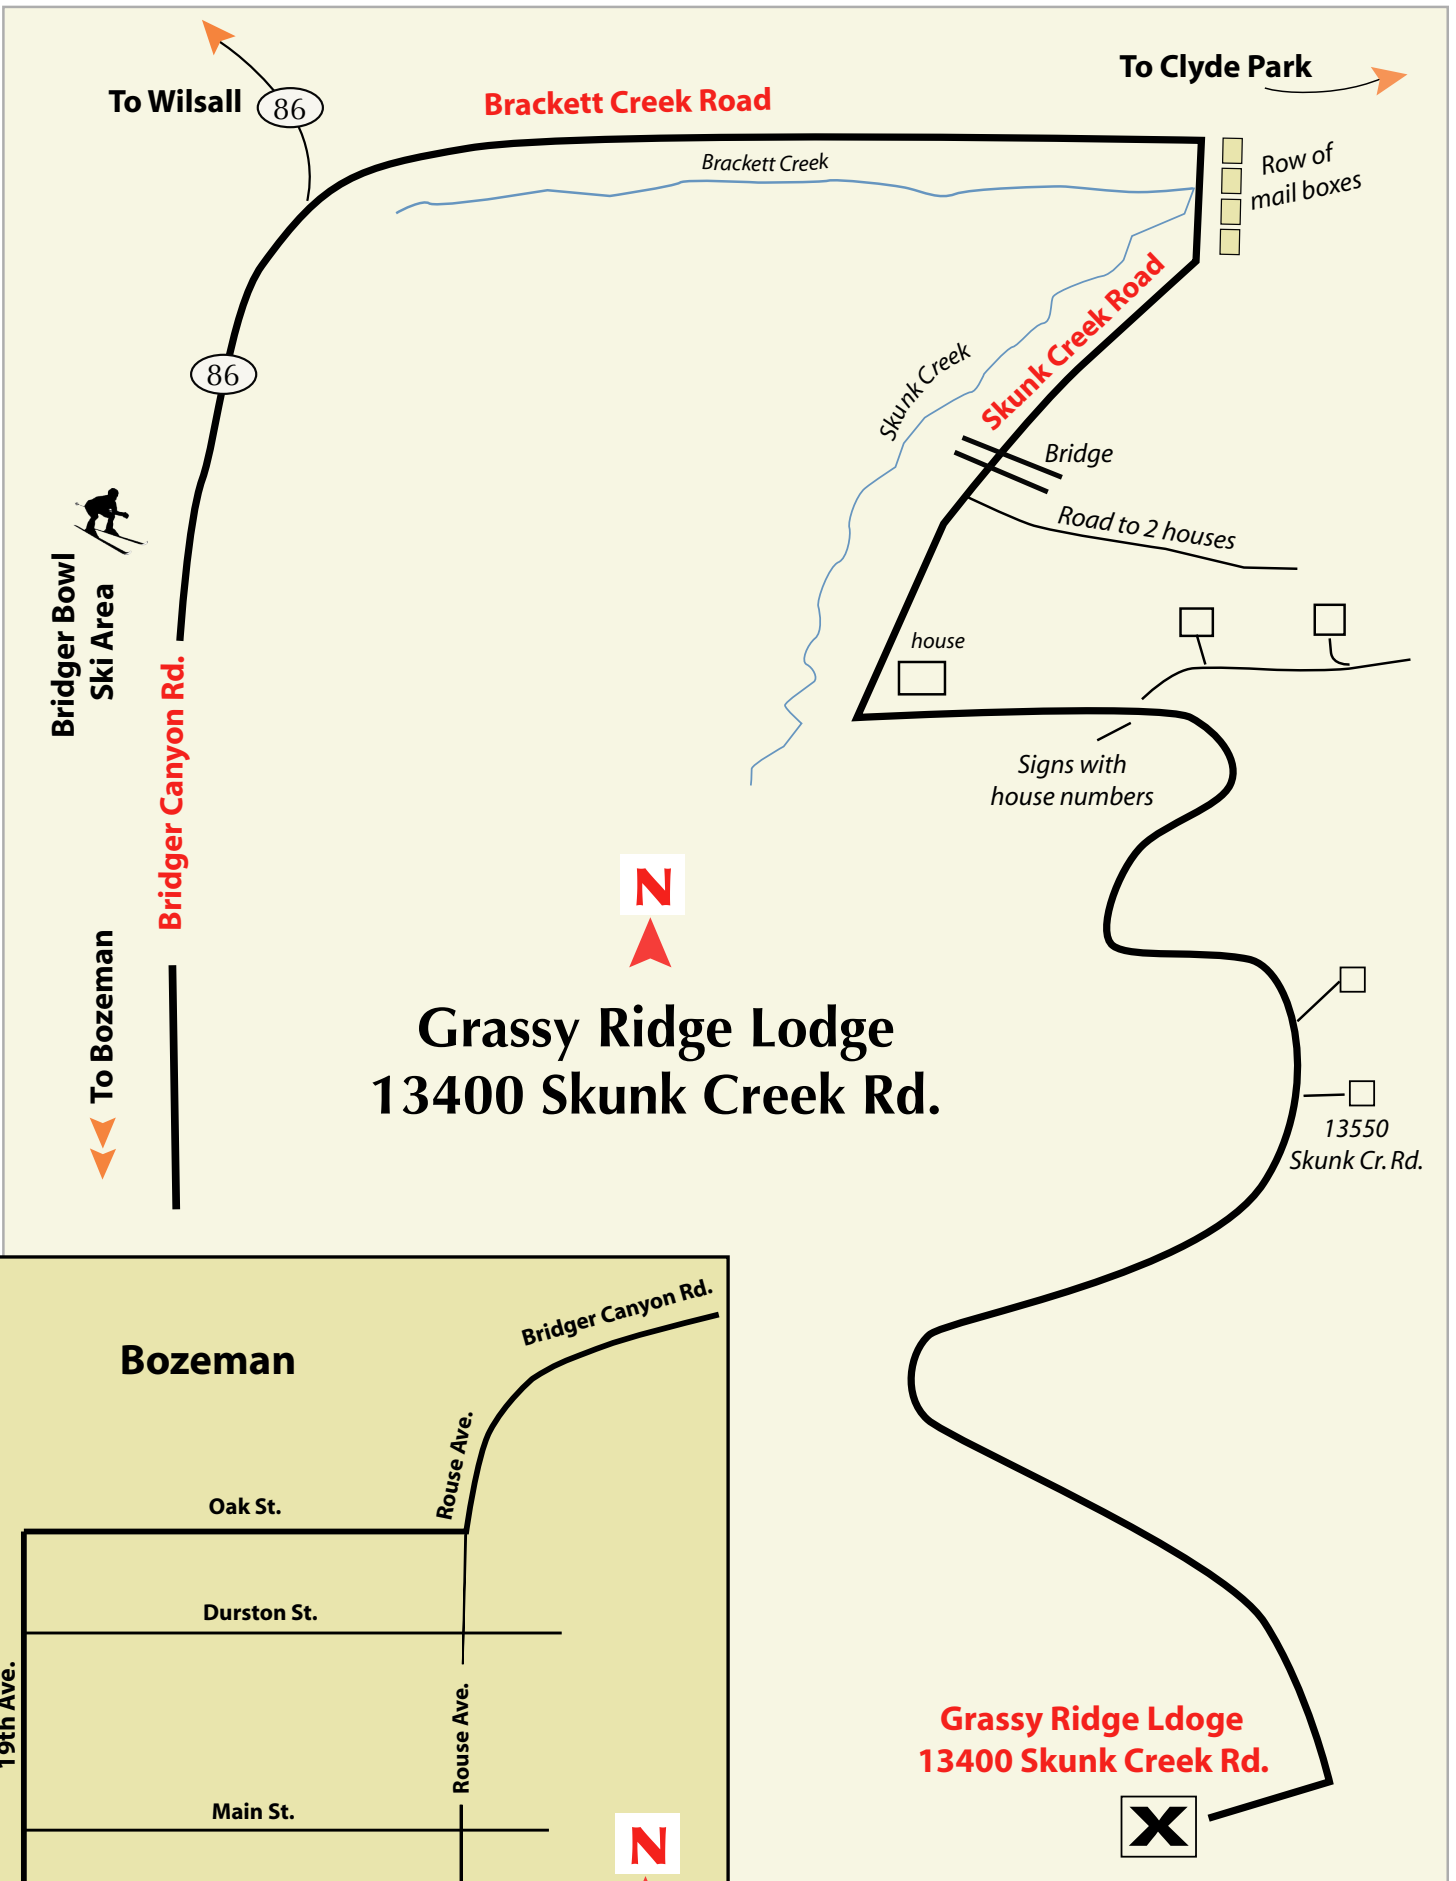 To Wilsall
86
Brackett Creek Road
To Clyde Park
Brackett Creek
Row of
mail boxes
86
Skunk Creek Road
Skunk Creek
Bridge
Road to 2 houses
Bridger Bowl
Ski Area
house
Bridger Canyon Rd.
Signs with
house numbers
N
To Bozeman
Grassy Ridge Lodge
13400 Skunk Creek Rd.
13550
Skunk Cr. Rd.
Bridger Canyon Rd.
Bozeman
Rouse Ave.
Oak St.
Durston St.
19th Ave.
Rouse Ave.
Main St.
N
Grassy Ridge Ldoge
13400 Skunk Creek Rd.
X